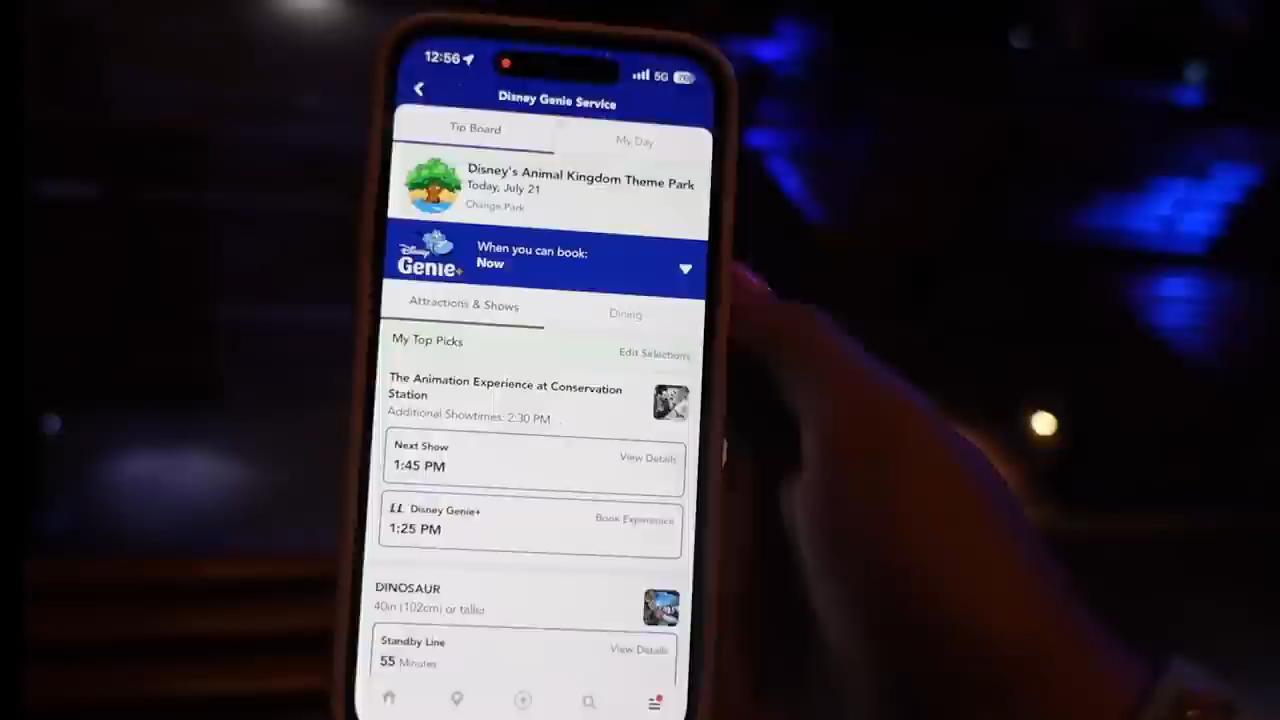 12:56
5G 76
Disney Genie Service
Tip Board
My Day
Disney's Animal Kingdom Theme Park
Today, July 21
Change Park
Disney Genie+
When you can book:
Now
Attractions & Shows
Dining
My Top Picks
Edit Selections
The Animation Experience at Conservation
Station
Additional Showtimes: 2:30 PM
Next Show
View Details
1:45 PM
LL Disney Genie+
Book Experience
1:25 PM
DINOSAUR
40in (102cm) or taller
Standby Line
View Details
55 Minutes